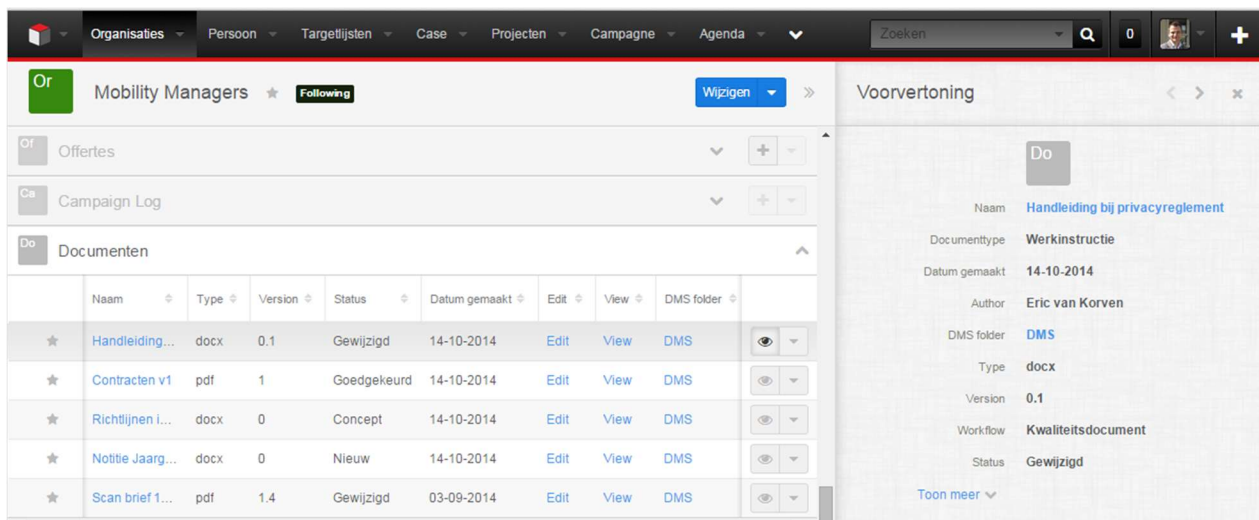 Organisaties Persoon Targetlijsten Case Projecten Campagne Agenda Zoeken 0
Or Mobility Managers Following Wijzigen
Of Offertes
Ca Campaign Log
Do Documenten
Naam Type Version Status Datum gemaakt Edit View DMS folder
Handleiding... docx 0.1 Gewijzigd 14-10-2014 Edit View DMS
Contracten v1 pdf 1 Goedgekeurd 14-10-2014 Edit View DMS
Richtlijnen i... docx 0 Concept 14-10-2014 Edit View DMS
Notitie Jaarg... docx 0 Nieuw 14-10-2014 Edit View DMS
Scan brief 1... pdf 1.4 Gewijzigd 03-09-2014 Edit View DMS
Voorvertoning
Do
Naam Handleiding bij privacyreglement
Documenttype Werkinstructie
Datum gemaakt 14-10-2014
Author Eric van Korven
DMS folder DMS
Type docx
Version 0.1
Workflow Kwaliteitsdocument
Status Gewijzigd
Toon meer